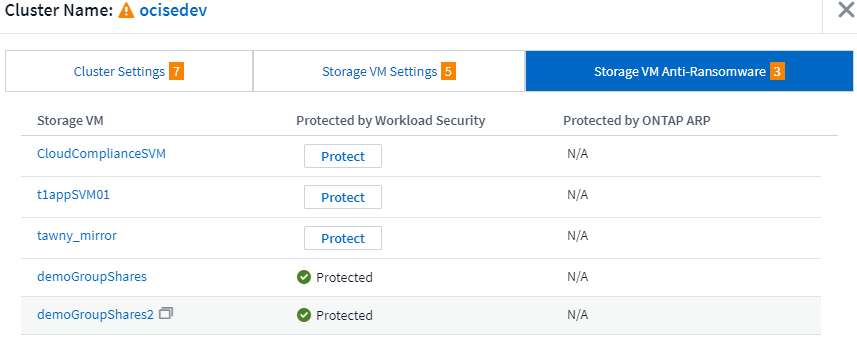 Cluster Name: ocisedev
Cluster Settings 7 Storage VM Settings 5 Storage VM Anti-Ransomware 3
Storage VM Protected by Workload Security Protected by ONTAP ARP
CloudComplianceSVM Protect N/A
t1appSVM01 Protect N/A
tawny_mirror Protect N/A
demoGroupShares Protected N/A
demoGroupShares2 Protected N/A